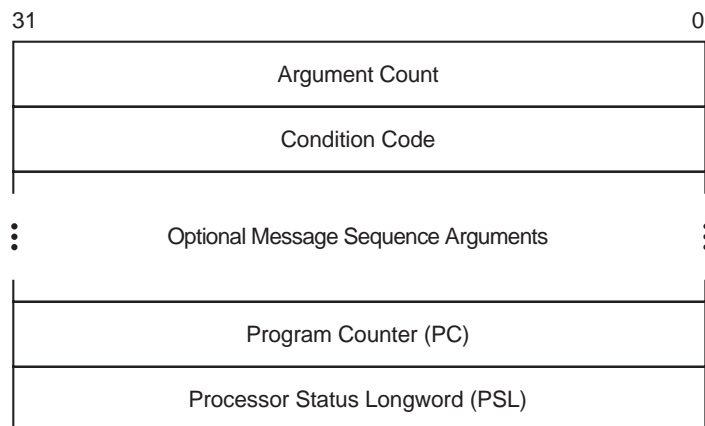 31 0
Argument Count
Condition Code
Optional Message Sequence Arguments
Program Counter (PC)
Processor Status Longword (PSL)